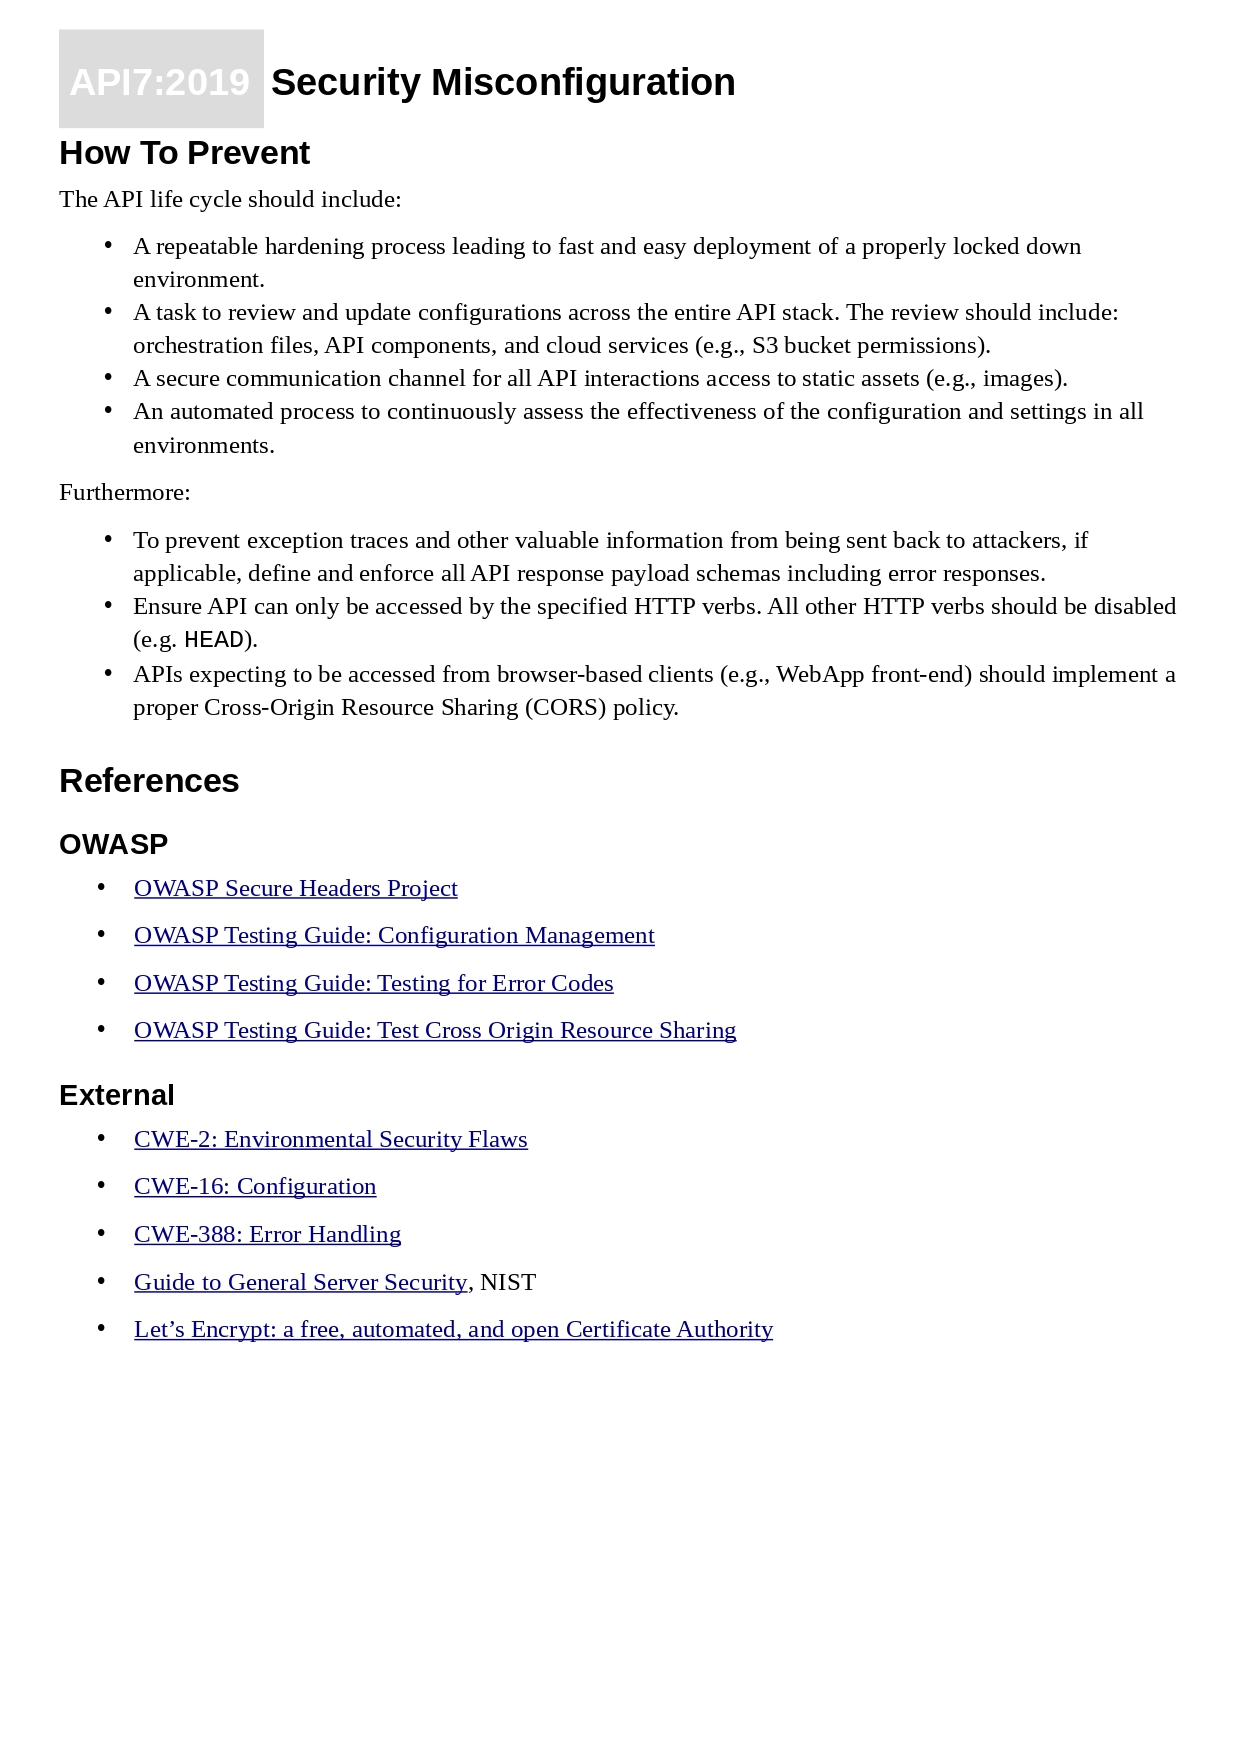 API7:2019 Security Misconfiguration
How To Prevent
The API life cycle should include:
• A repeatable hardening process leading to fast and easy deployment of a properly locked down
environment.
• A task to review and update configurations across the entire API stack. The review should include:
orchestration files, API components, and cloud services (e.g., S3 bucket permissions).
• A secure communication channel for all API interactions access to static assets (e.g., images).
• An automated process to continuously assess the effectiveness of the configuration and settings in all
environments.
Furthermore:
• To prevent exception traces and other valuable information from being sent back to attackers, if
applicable, define and enforce all API response payload schemas including error responses.
• Ensure API can only be accessed by the specified HTTP verbs. All other HTTP verbs should be disabled
(e.g. HEAD).
• APIs expecting to be accessed from browser-based clients (e.g., WebApp front-end) should implement a
proper Cross-Origin Resource Sharing (CORS) policy.
References
OWASP
• OWASP Secure Headers Project
• OWASP Testing Guide: Configuration Management
• OWASP Testing Guide: Testing for Error Codes
• OWASP Testing Guide: Test Cross Origin Resource Sharing
External
• CWE-2: Environmental Security Flaws
• CWE-16: Configuration
• CWE-388: Error Handling
• Guide to General Server Security, NIST
• Let’s Encrypt: a free, automated, and open Certificate Authority